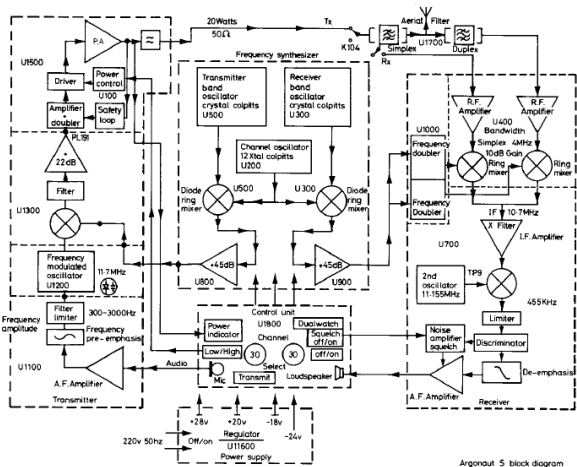 20Watts
50Ω
Tx
K104
Aerial Filter
U1700
Simplex
Duplex
Rx
P.A
U1500
Driver
Power control
U100
Amplifier + doubler
Safety loop
PL191
22dB
Filter
U1300
Frequency modulated oscillator U1200
11·7MHz
Frequency amplitude
Filter limiter
300–3000Hz
Frequency pre-emphasis
U1100
A.F.Amplifier
Transmitter
Frequency synthesizer
Transmitter band oscillator crystal colpitts U500
Receiver band oscillator crystal colpitts U300
Channel oscillator 12Xtal colpitts U200
Diode ring mixer
U500
U300
Diode ring mixer
+45dB
U800
+45dB
U900
Control unit
U1800
Power indicator
Low/High
Channel
30
30
Select
Transmit
Mic
Dualwatch
Squelch off/on
off/on
Loudspeaker
Audio
+28v
+20v
-18v
-24v
220v 50hz
Off/on
Regulator
U11600
Power supply
R.F. Amplifier
R.F. Amplifier
U400
Bandwidth
Simplex 4MHz
10dB Gain
U1000
Frequency doubler
Frequency Doubler
Ring mixer
Ring mixer
IF 10·7MHz
X Filter
I.F. Amplifier
U700
2nd oscillator 11·155MHz
TP9
455KHz
Limiter
Noise amplifier squelch
Discriminator
De-emphasis
A.F. Amplifier
Receiver
Argonaut S block diagram